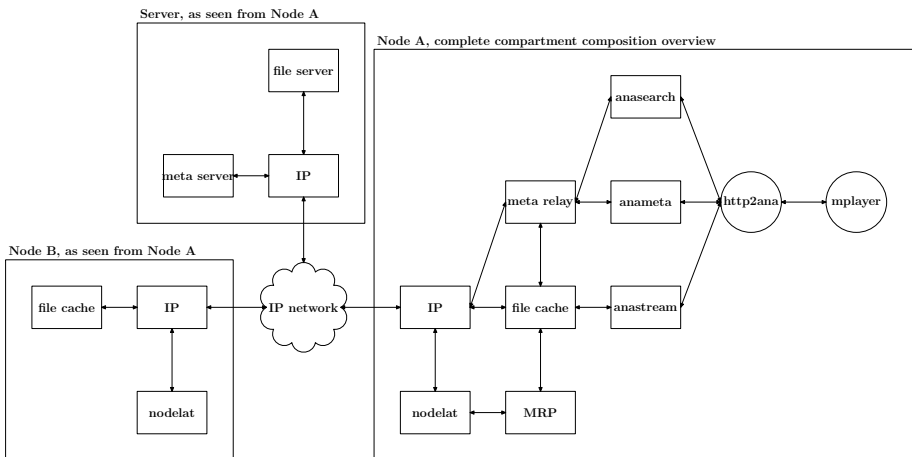 Server, as seen from Node A
file server
meta server
IP
Node B, as seen from Node A
file cache
IP
nodelat
IP network
Node A, complete compartment composition overview
anasearch
meta relay
anameta
http2ana
mplayer
IP
file cache
anastream
nodelat
MRP